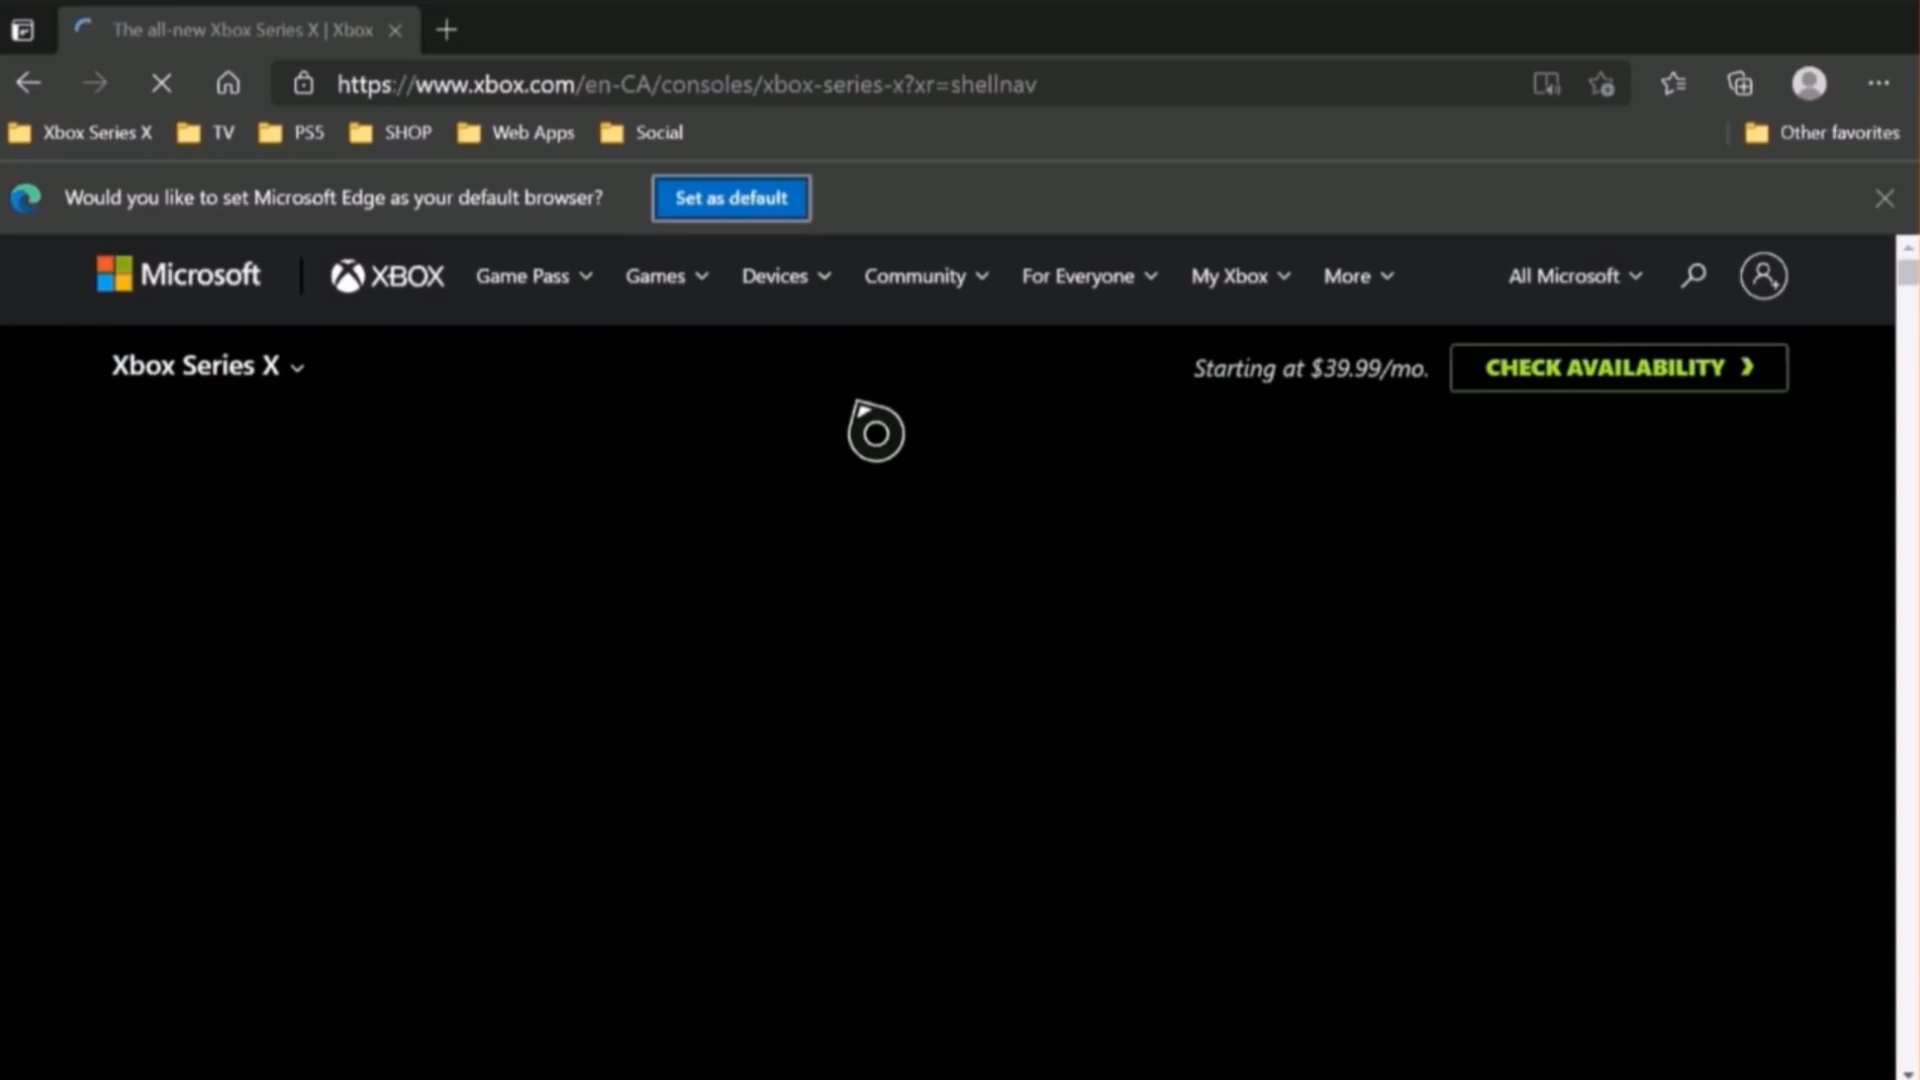 The all-new Xbox Series X | Xbox
https://www.xbox.com/en-CA/consoles/xbox-series-x?xr=shellnav
Xbox Series X TV PS5 SHOP Web Apps Social Other favorites
Would you like to set Microsoft Edge as your default browser? Set as default
Microsoft XBOX Game Pass Games Devices Community For Everyone My Xbox More All Microsoft
Xbox Series X Starting at $39.99/mo. CHECK AVAILABILITY